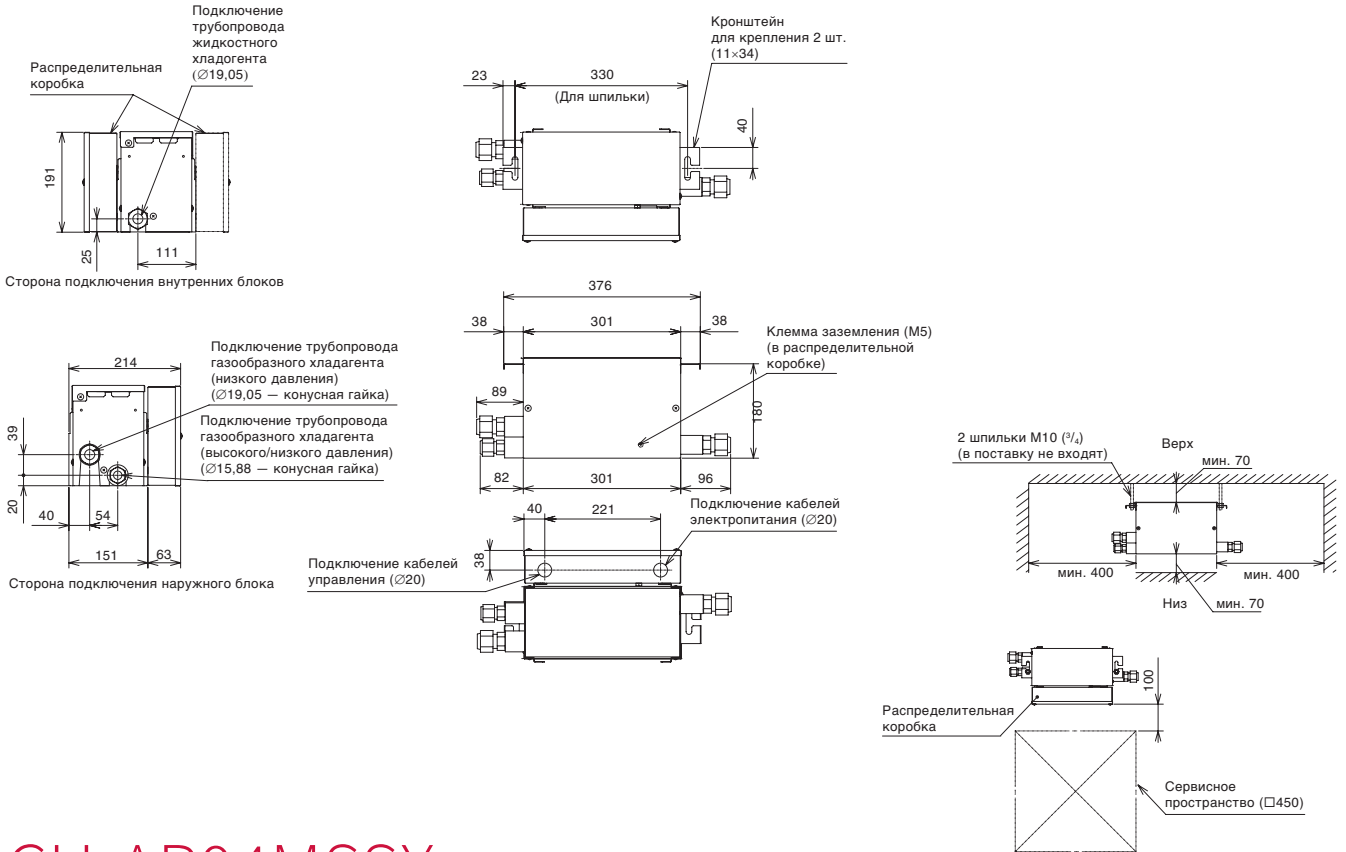 Подключение
трубопровода
жидкостного
хладогента
(∅19,05)
Распределительная
коробка
191
25
111
Сторона подключения внутренних блоков
Кронштейн
для крепления 2 шт.
(11×34)
23
330
(Для шпильки)
40
376
38
301
38
Клемма заземления (М5)
(в распределительной
коробке)
89
180
82
301
96
214
Подключение трубопровода
газообразного хладагента
(низкого давления)
(∅19,05 — конусная гайка)
Подключение трубопровода
газообразного хладагента
(высокого/низкого давления)
(∅15,88 — конусная гайка)
39
20
40
54
151
63
Сторона подключения наружного блока
40
221
Подключение кабелей
электропитания (∅20)
38
Подключение кабелей
управления (∅20)
2 шпильки М10 (³/₄)
(в поставку не входят)
Верх
мин. 70
мин. 400
мин. 400
Низ
мин. 70
100
Распределительная
коробка
Сервисное
пространство (□450)